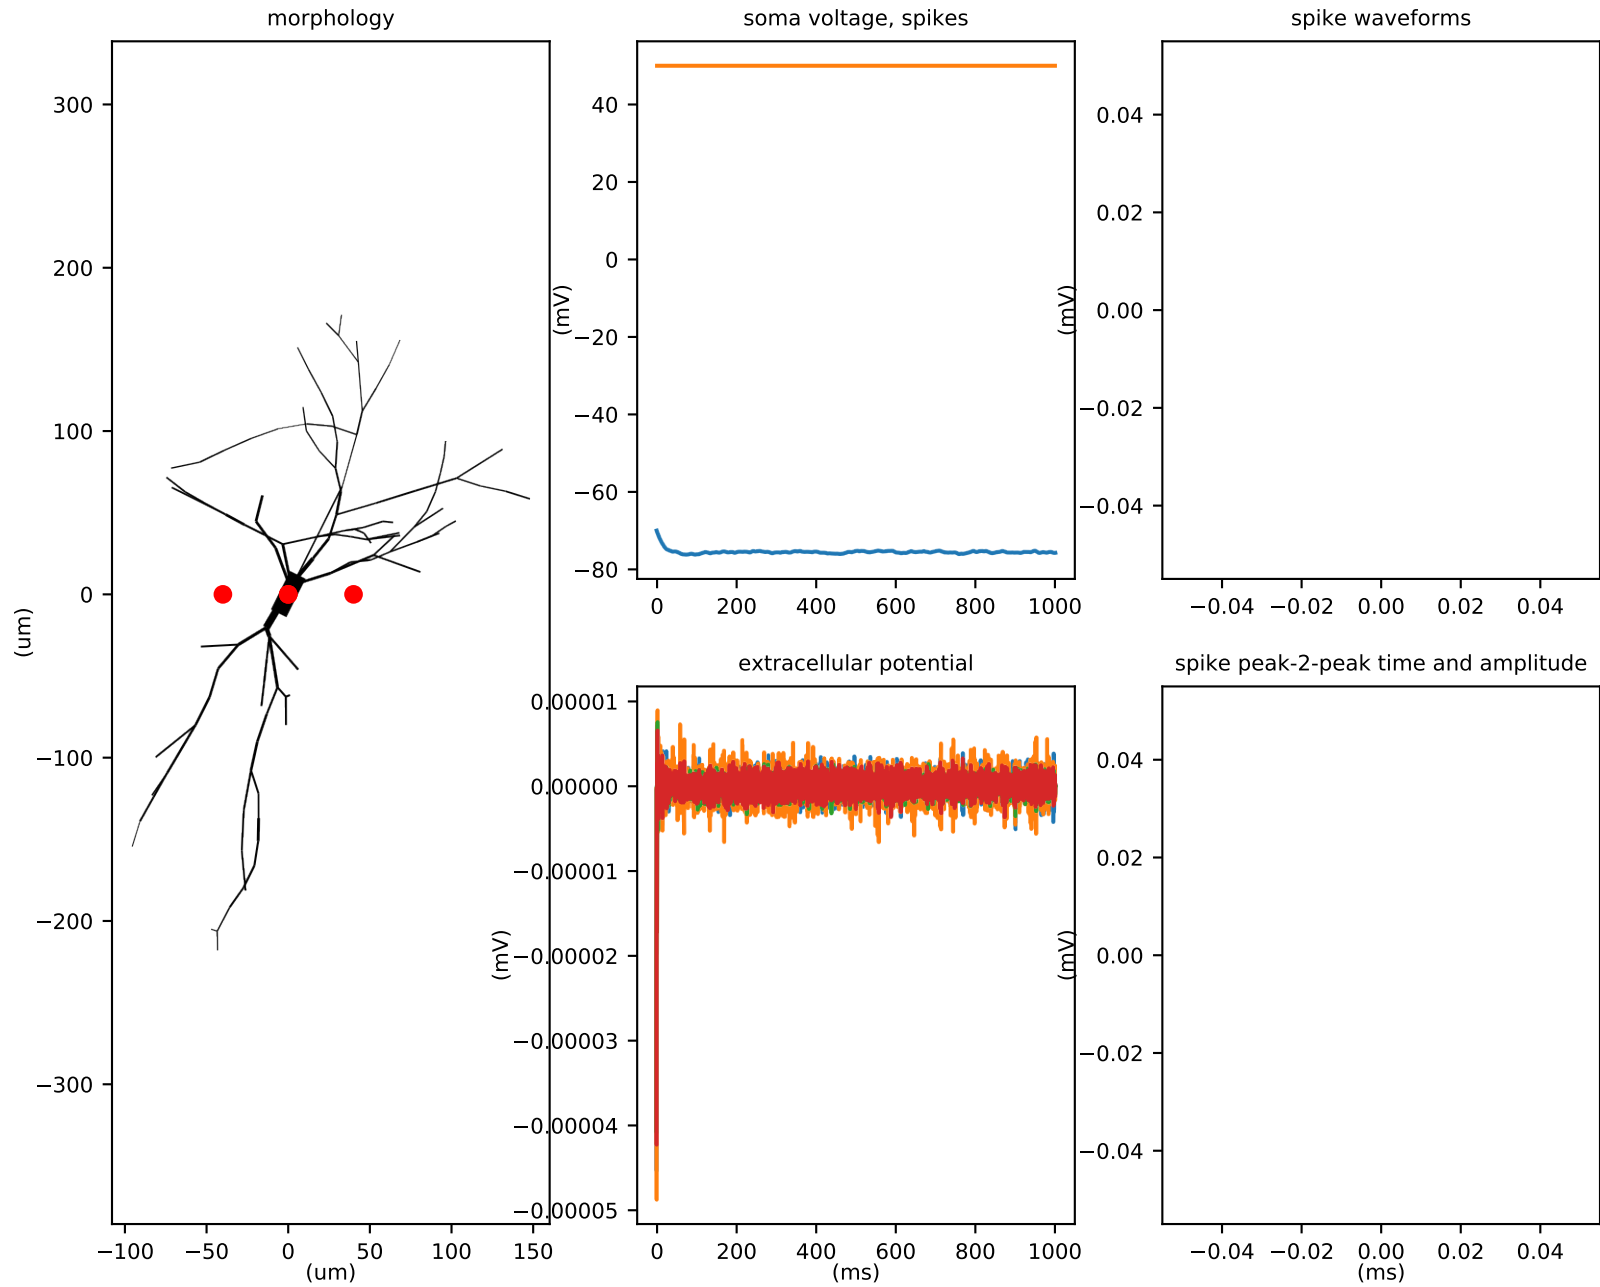 morphology
300
200
100
0
−100
−200
−300
(um)
−100 −50 0 50 100 150
(um)
soma voltage, spikes
40
20
0
−20
−40
−60
−80
(mV)
0 200 400 600 800 1000
spike waveforms
0.04
0.02
0.00
−0.02
−0.04
(mV)
−0.04 −0.02 0.00 0.02 0.04
extracellular potential
0.00001
0.00000
−0.00001
−0.00002
−0.00003
−0.00004
−0.00005
(mV)
0 200 400 600 800 1000
(ms)
spike peak-2-peak time and amplitude
0.04
0.02
0.00
−0.02
−0.04
(mV)
−0.04 −0.02 0.00 0.02 0.04
(ms)